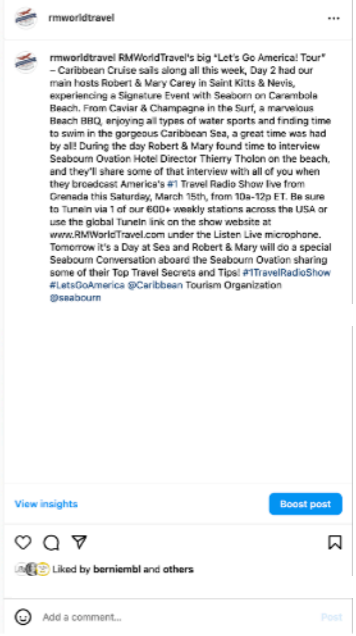 rmworldtravel
rmworldtravel RMWorldTravel's big "Let's Go America! Tour"
– Caribbean Cruise sails along all this week, Day 2 had our
main hosts Robert & Mary Carey in Saint Kitts & Nevis,
experiencing a Signature Event with Seaborn on Carambola
Beach. From Caviar & Champagne in the Surf, a marvelous
Beach BBQ, enjoying all types of water sports and finding time
to swim in the gorgeous Caribbean Sea, a great time was had
by all! During the day Robert & Mary found time to interview
Seabourn Ovation Hotel Director Thierry Tholon on the beach,
and they'll share some of that interview with all of you when
they broadcast America's #1 Travel Radio Show live from
Grenada this Saturday, March 15th, from 10a-12p ET. Be sure
to TuneIn via 1 of our 600+ weekly stations across the USA or
use the global TuneIn link on the show website at
www.RMWorldTravel.com under the Listen Live microphone.
Tomorrow it's a Day at Sea and Robert & Mary will do a special
Seabourn Conversation aboard the Seabourn Ovation sharing
some of their Top Travel Secrets and Tips! #1TravelRadioShow
#LetsGoAmerica @Caribbean Tourism Organization
@seabourn
View insights
Boost post
Liked by berniembl and others
Add a comment...
Post